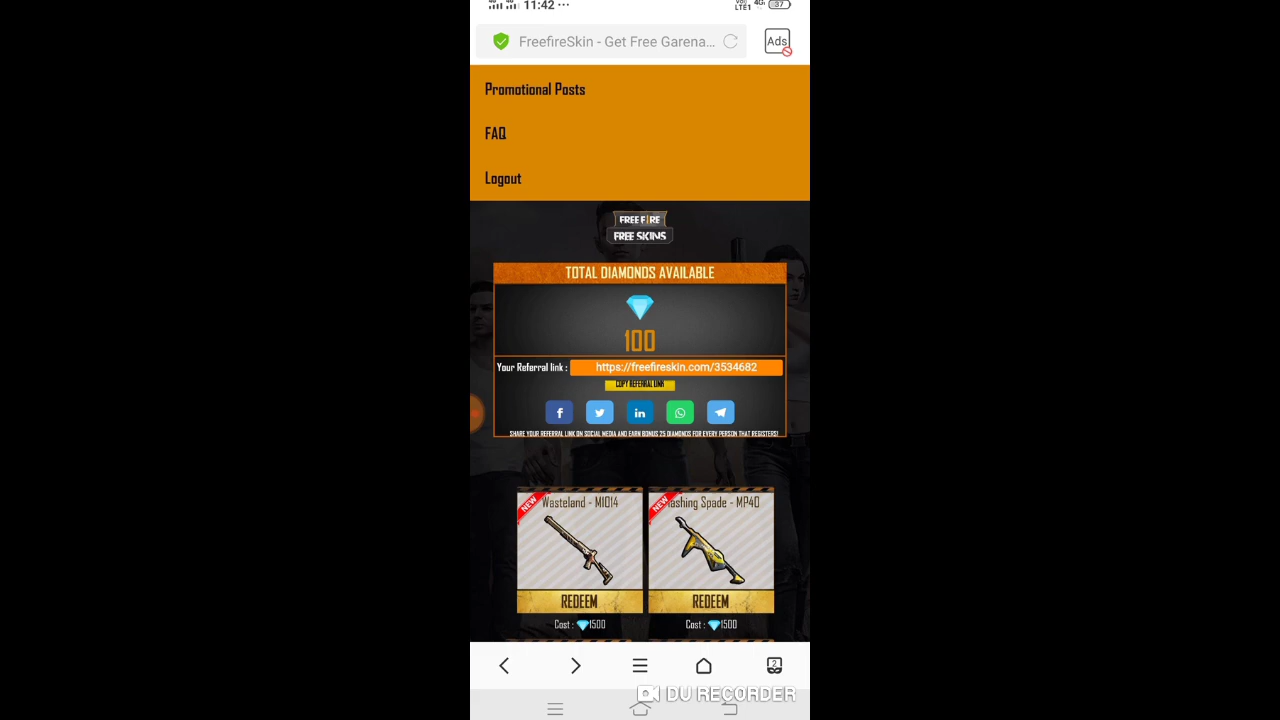 11:42 ...
37
FreefireSkin - Get Free Garena...
Ads
Promotional Posts
FAQ
Logout
FREE FIRE
FREE SKINS
TOTAL DIAMONDS AVAILABLE
100
Your Referral link : https://freefireskin.com/3534682
COPY REFERRAL LINK
SHARE YOUR REFERRAL LINK ON SOCIAL MEDIA AND EARN BONUS 25 DIAMONDS FOR EVERY PERSON THAT REGISTERS!
NEW Wasteland - M1014 NEW ashing Spade - MP40
REDEEM REDEEM
Cost : 1500 Cost : 1500
2
DU RECORDER